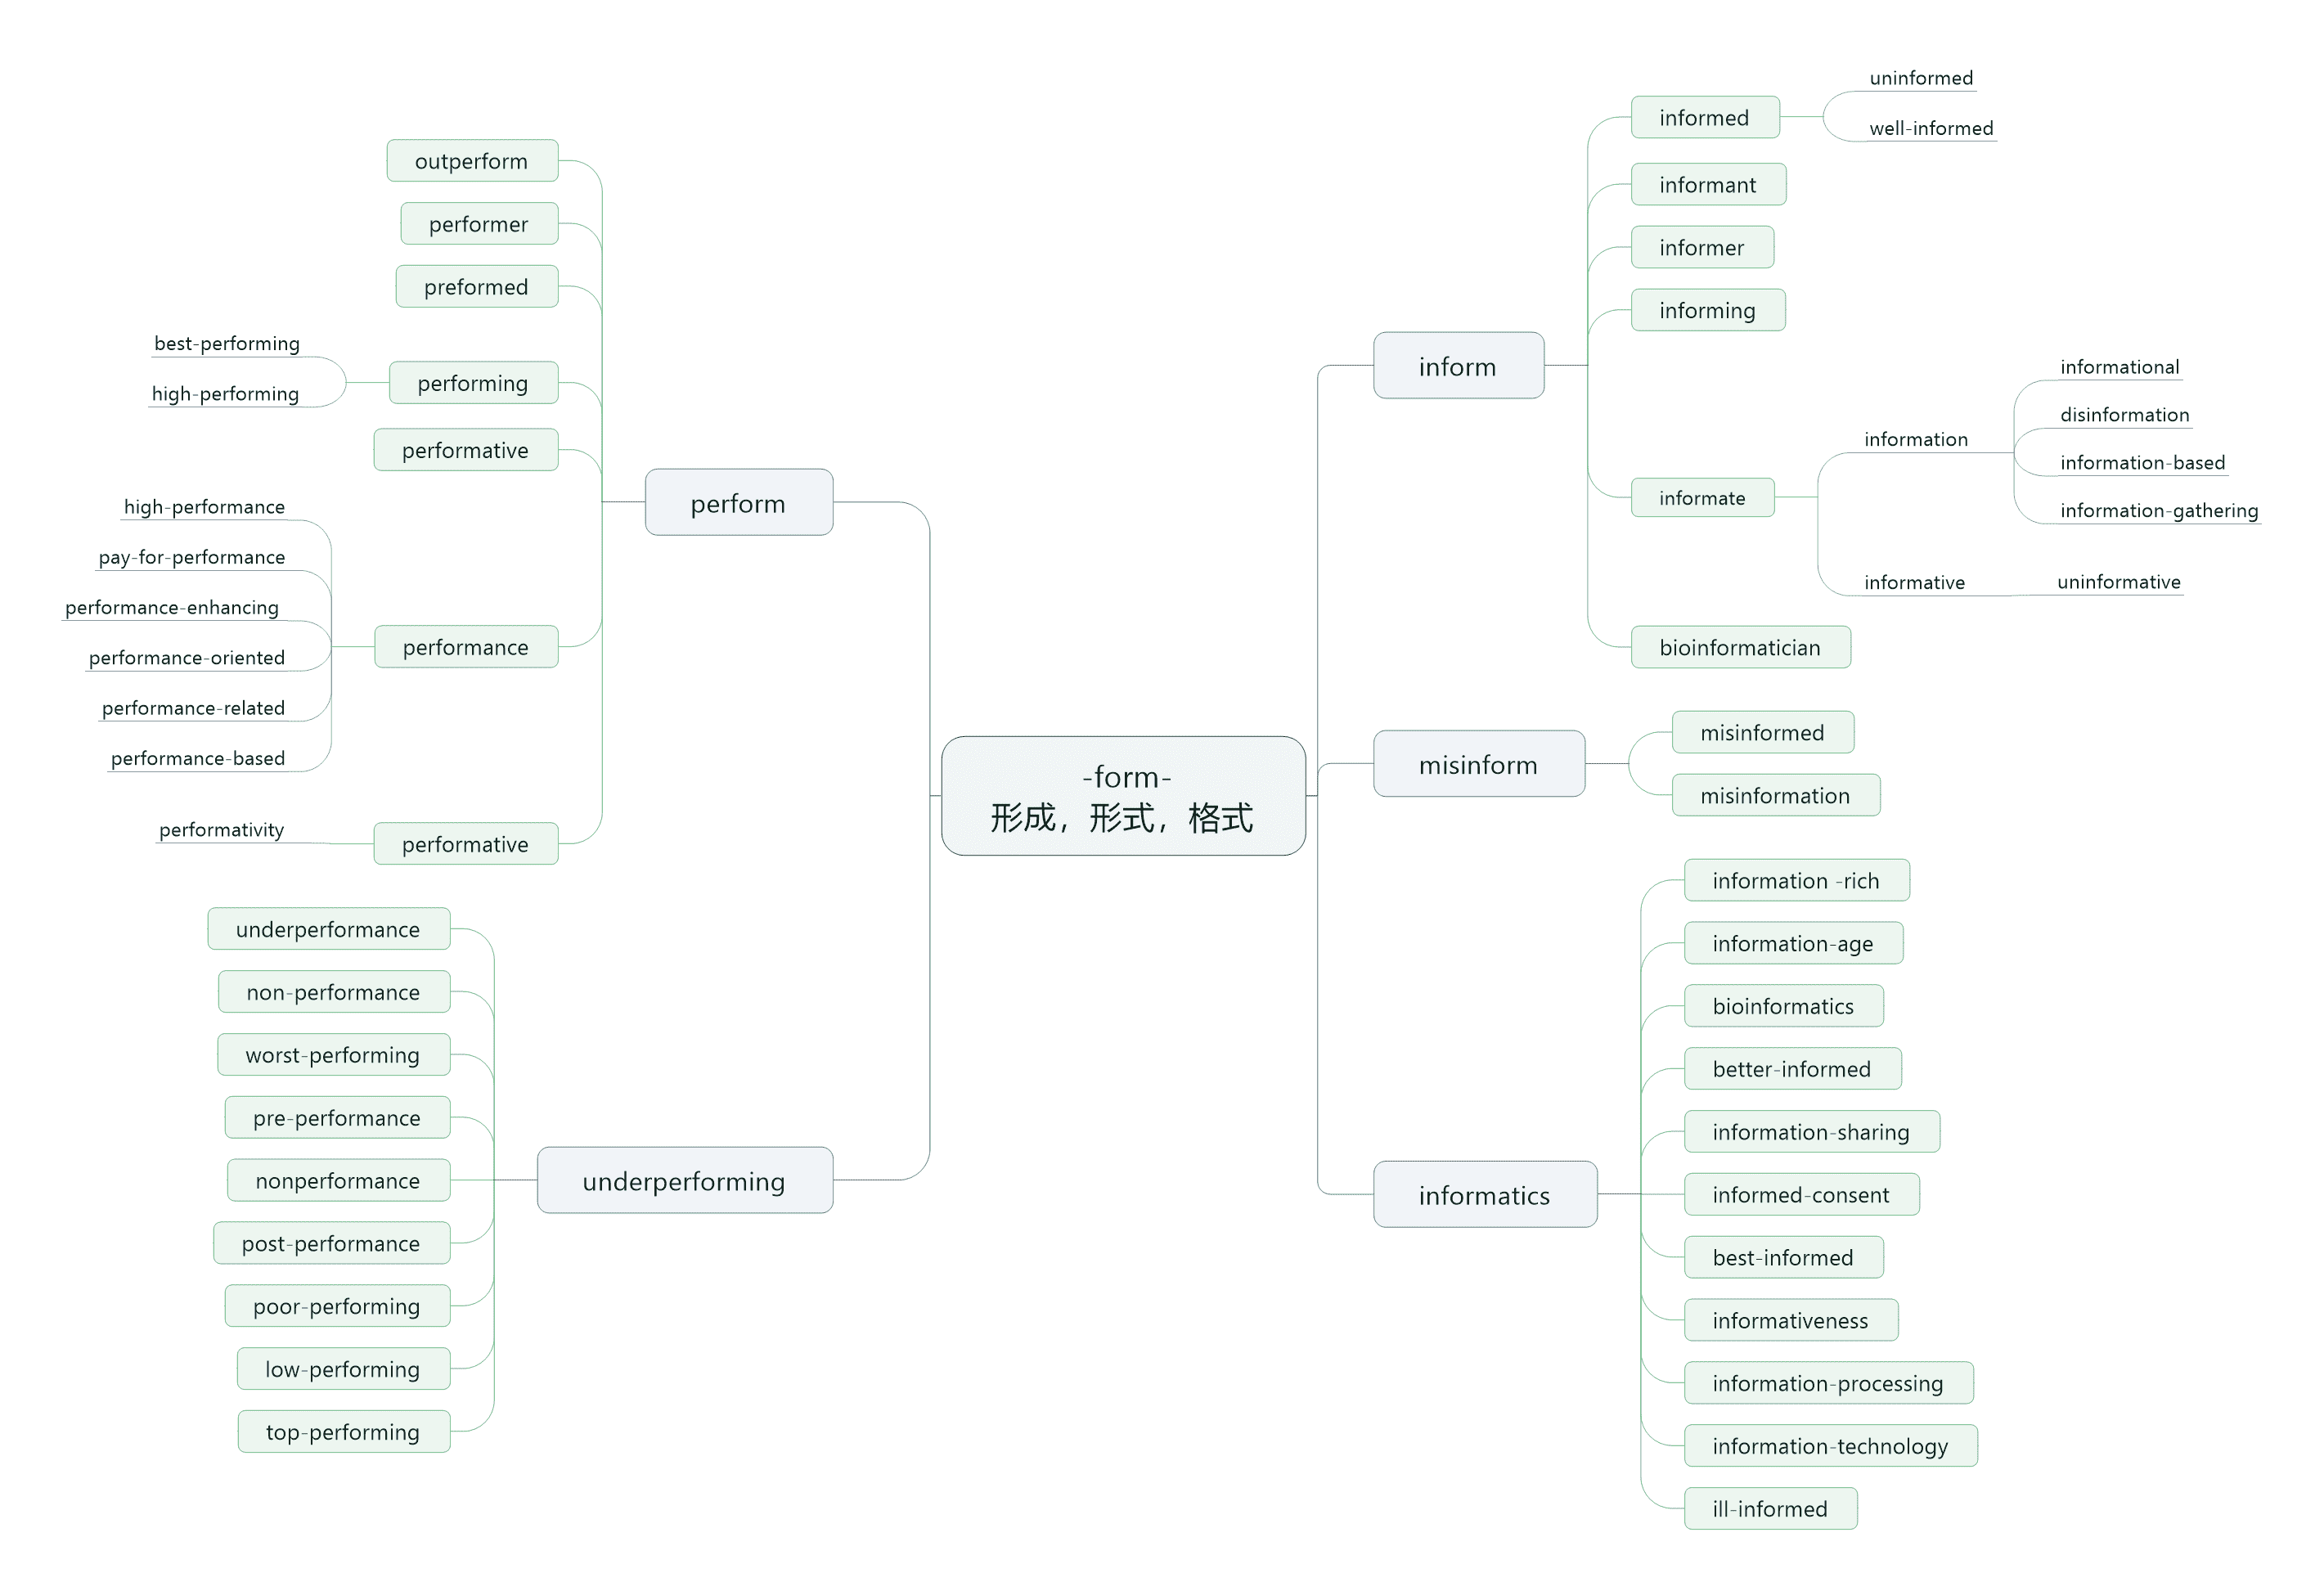 -form-
形成，形式，格式
inform
informed
uninformed
well-informed
informant
informer
informing
informate
information
informational
disinformation
information-based
information-gathering
informative
uninformative
bioinformatician
misinform
misinformed
misinformation
informatics
information -rich
information-age
bioinformatics
better-informed
information-sharing
informed-consent
best-informed
informativeness
information-processing
information-technology
ill-informed
perform
outperform
performer
preformed
performing
best-performing
high-performing
performative
performance
high-performance
pay-for-performance
performance-enhancing
performance-oriented
performance-related
performance-based
performative
performativity
underperforming
underperformance
non-performance
worst-performing
pre-performance
nonperformance
post-performance
poor-performing
low-performing
top-performing